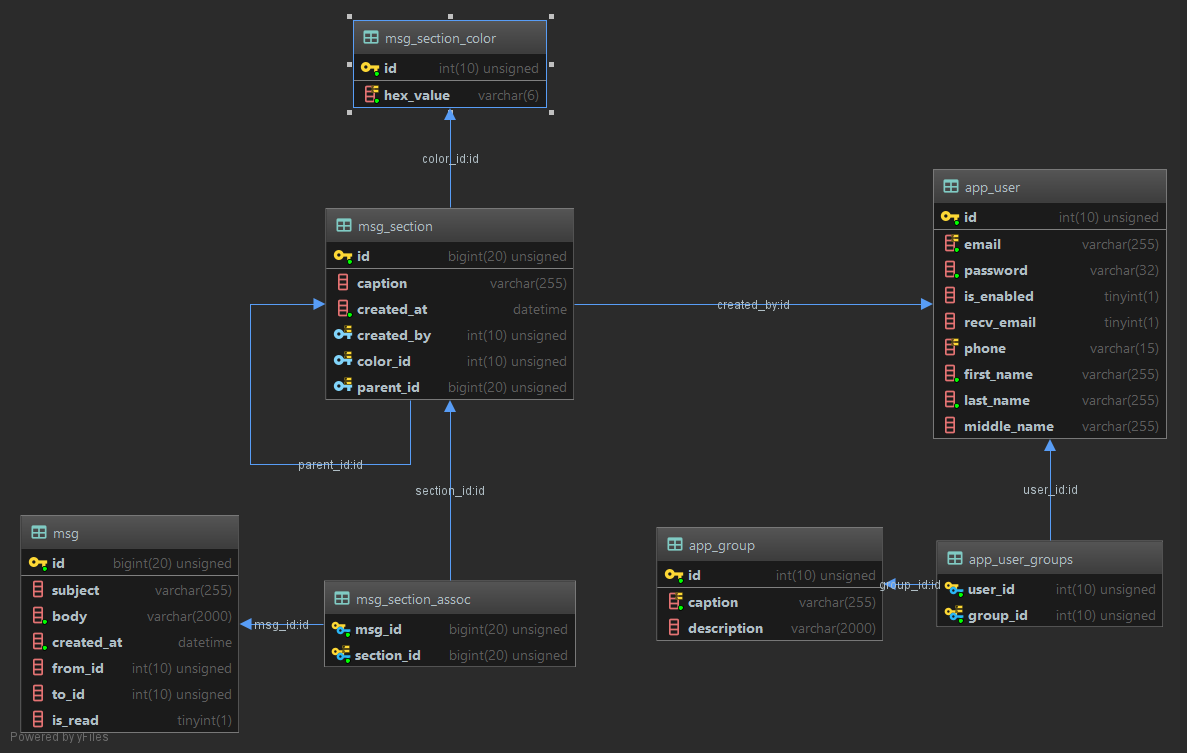 msg_section_color
id int(10) unsigned
hex_value varchar(6)
color_id:id
msg_section
id bigint(20) unsigned
caption varchar(255)
created_at datetime
created_by int(10) unsigned
color_id int(10) unsigned
parent_id bigint(20) unsigned
created_by:id
app_user
id int(10) unsigned
email varchar(255)
password varchar(32)
is_enabled tinyint(1)
recv_email tinyint(1)
phone varchar(15)
first_name varchar(255)
last_name varchar(255)
middle_name varchar(255)
parent_id:id
section_id:id
user_id:id
msg
id bigint(20) unsigned
subject varchar(255)
body varchar(2000)
created_at datetime
from_id int(10) unsigned
to_id int(10) unsigned
is_read tinyint(1)
msg_id:id
msg_section_assoc
msg_id bigint(20) unsigned
section_id bigint(20) unsigned
app_group
id int(10) unsigned
caption varchar(255)
description varchar(2000)
group_id:id
app_user_groups
user_id int(10) unsigned
group_id int(10) unsigned
Powered by yFiles